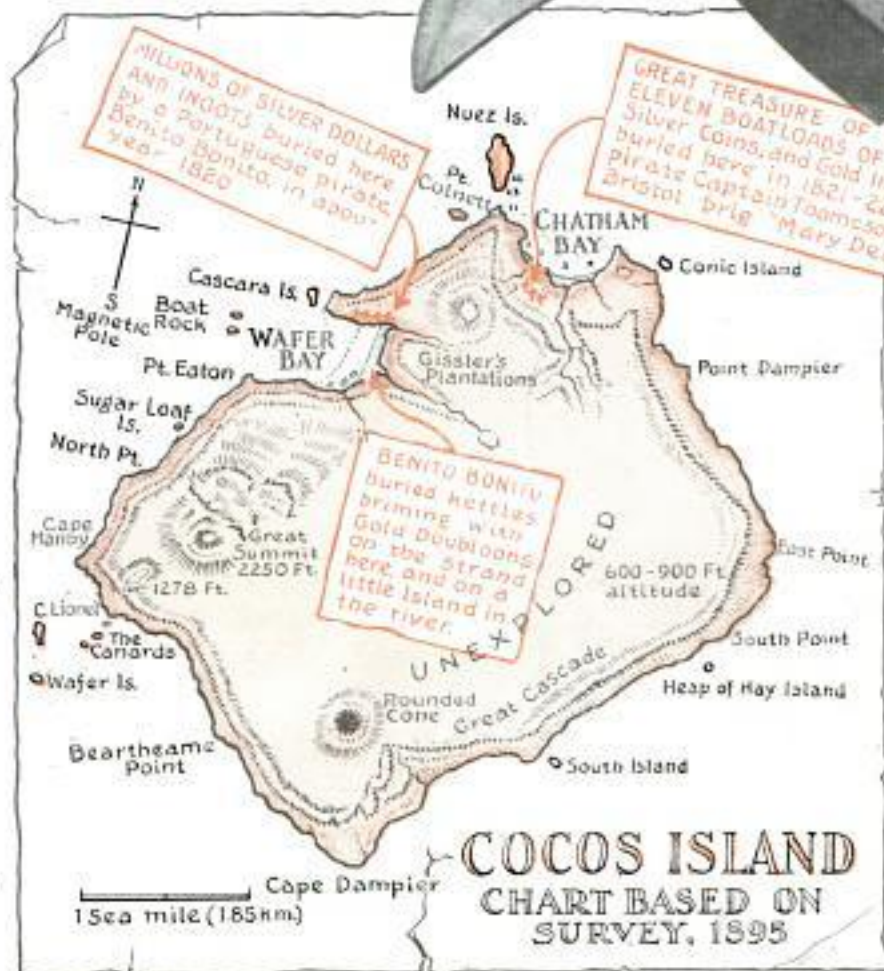 MILLIONS OF SILVER DOLLARS
AND INGOTS buried here
by a Portuguese pirate,
Benito Bonito, in about
year 1820
GREAT TREASURE OF
ELEVEN BOATLOADS OF
Silver Coins, and Gold
buried here in 1821-22
Pirate Captain
Bristol brig "Mary
Nuez Is.
Pt.
Colnett
CHATHAM
BAY
Conic Island
N
S
Magnetic
Pole
Cascara Is.
Boat
Rock
WAFER
BAY
Gissler's
Plantations
Pt. Eaton
Point Dampier
Sugar Loaf
Is.
North Pt.
BENITO BONITO
buried kettles
briming with
Gold Doubloons
on the strand
here and on a
little Island in
the river.
Cape
Manby
Great
Summit
2250 Ft.
1278 Ft.
UNEXPLORED
600-900 Ft.
altitude
East Point
C. Lionel
The
Canards
Wafer Is.
South Point
Heap of Hay Island
Rounded
Cone
Great Cascade
Beartheame
Point
South Island
Cape Dampier
1 Sea mile (1.85 km.)
COCOS ISLAND
CHART BASED ON
SURVEY, 1895